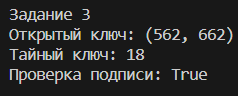 Задание 3
Открытый ключ: (562, 662)
Тайный ключ: 18
Проверка подписи: True